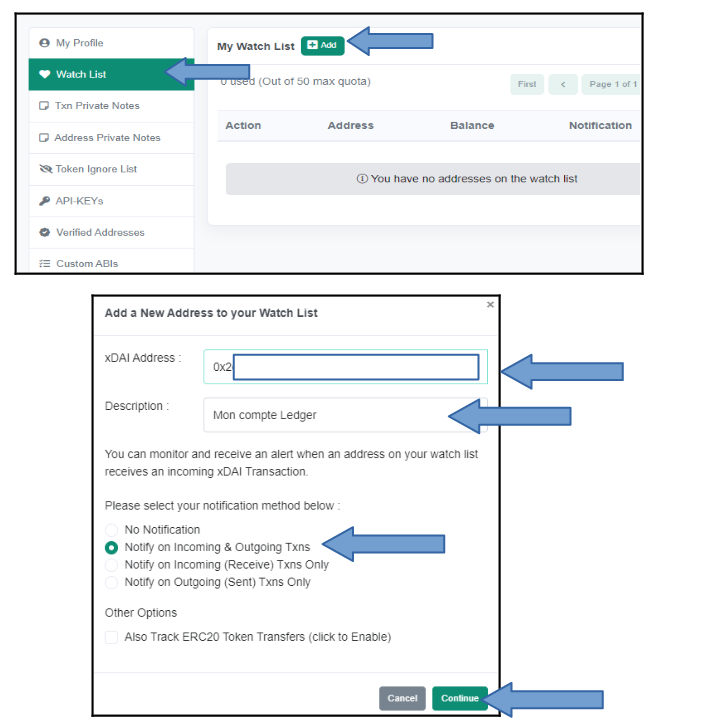 My Profile
Watch List
Txn Private Notes
Address Private Notes
Token Ignore List
API-KEYs
Verified Addresses
Custom ABIs
My Watch List Add
0 used (Out of 50 max quota)
First < Page 1 of 1
Action Address Balance Notification
You have no addresses on the watch list
Add a New Address to your Watch List ×
xDAI Address : 0x2
Description : Mon compte Ledger
You can monitor and receive an alert when an address on your watch list
receives an incoming xDAI Transaction.
Please select your notification method below :
No Notification
Notify on Incoming & Outgoing Txns
Notify on Incoming (Receive) Txns Only
Notify on Outgoing (Sent) Txns Only
Other Options
Also Track ERC20 Token Transfers (click to Enable)
Cancel Continue